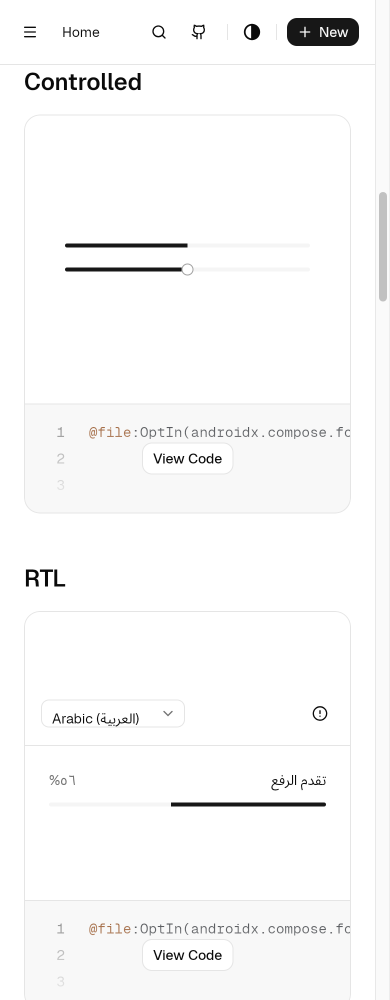 Home
New
Controlled
1 @file:OptIn(androidx.compose.fo
2
View Code
3
RTL
Arabic (العربية)
تقدم الرفع
%٥٦
1 @file:OptIn(androidx.compose.fo
2
View Code
3